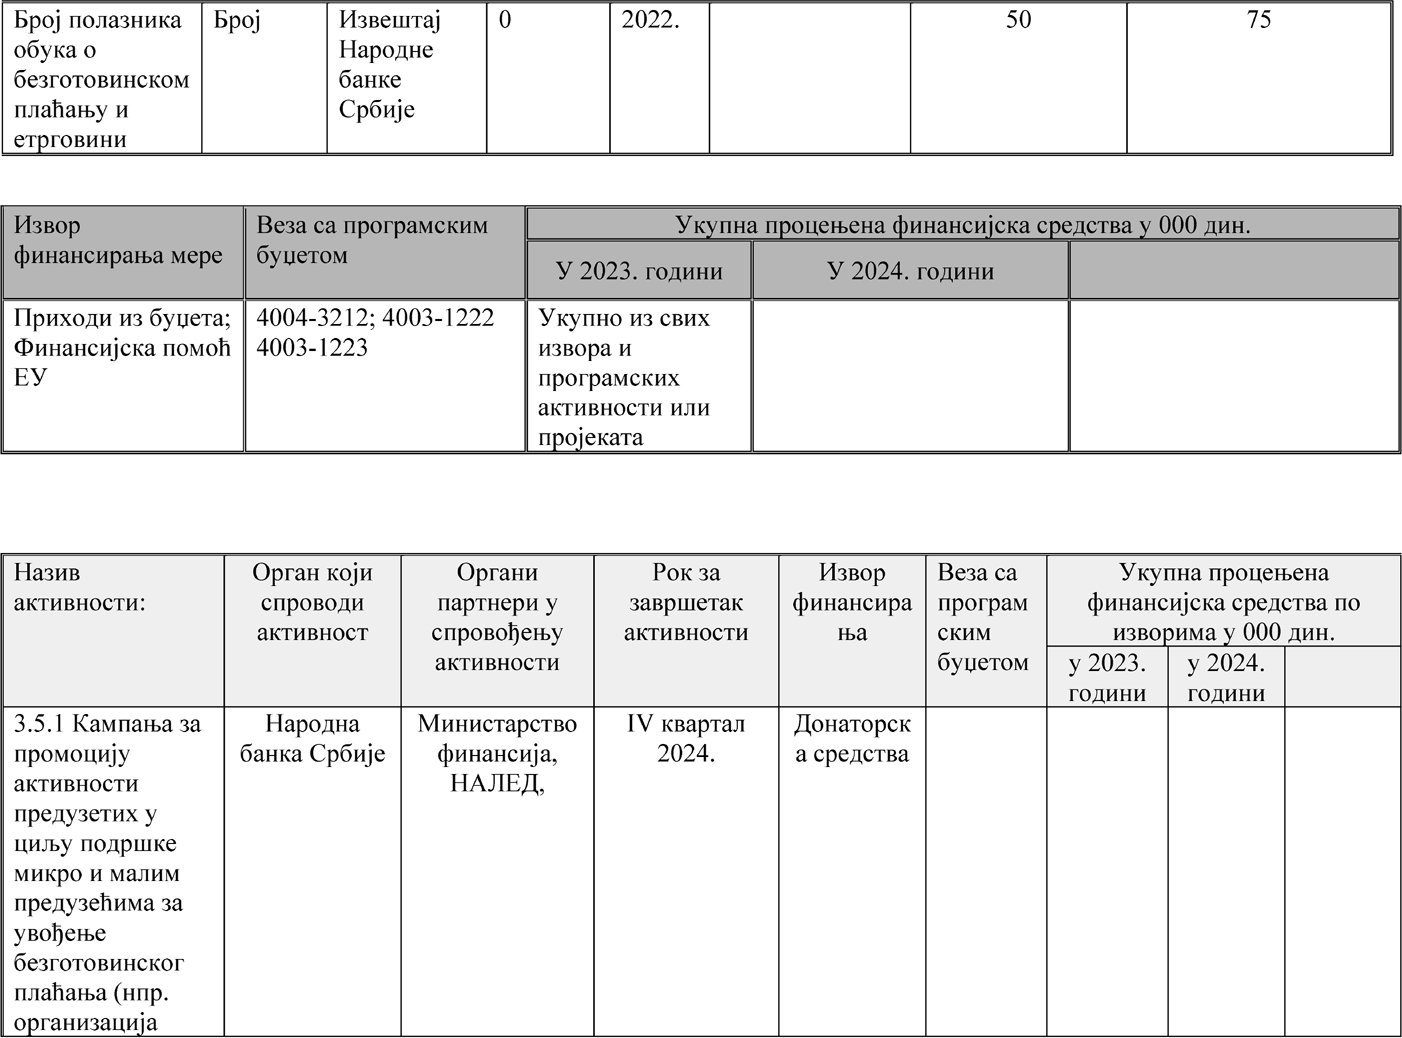 Број полазника
обука о
безготовинском
плаћању и
етрговини
Број
Извештај
Народне
банке
Србије
0
2022.
50
75
Извор
финансирања мере
Веза са програмским
буџетом
Укупна процењена финансијска средства у 000 дин.
У 2023. години
У 2024. години
Приходи из буџета;
Финансијска помоћ
ЕУ
4004-3212; 4003-1222
4003-1223
Укупно из свих
извора и
програмских
активности или
пројеката
Назив
активности:
Орган који
спроводи
активност
Органи
партнери у
спровођењу
активности
Рок за
завршетак
активности
Извор
финансира
ња
Веза са
програм
ским
буџетом
Укупна процењена
финансијска средства по
изворима у 000 дин.
у 2023.
години
у 2024.
години
3.5.1 Кампања за
промоцију
активности
предузетих у
циљу подршке
микро и малим
предузећима за
увођење
безготовинског
плаћања (нпр.
организација
Народна
банка Србије
Министарство
финансија,
НАЛЕД,
IV квартал
2024.
Донаторск
а средства